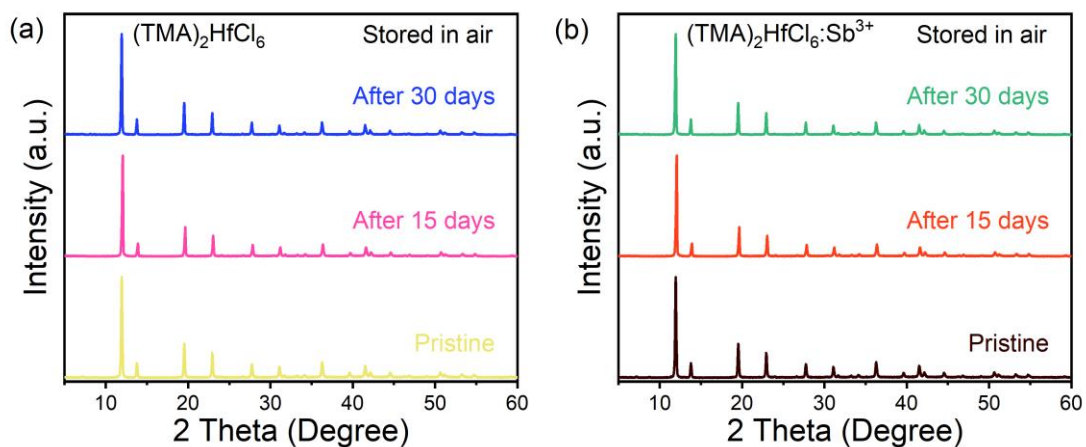 (a)
(TMA)₂HfCl₆ Stored in air
After 30 days
After 15 days
Pristine
Intensity (a.u.)
10 20 30 40 50 60
2 Theta (Degree)
(b)
(TMA)₂HfCl₆:Sb³⁺ Stored in air
After 30 days
After 15 days
Pristine
Intensity (a.u.)
10 20 30 40 50 60
2 Theta (Degree)